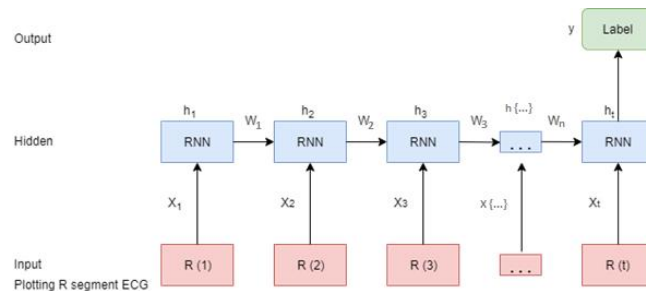 Output
y
Label
h1
h2
h3
h {...}
ht
W1
W2
W3
Wn
Hidden
RNN
RNN
RNN
...
RNN
X1
X2
X3
X {...}
Xt
Input
R (1)
R (2)
R (3)
...
R (t)
Plotting R segment ECG